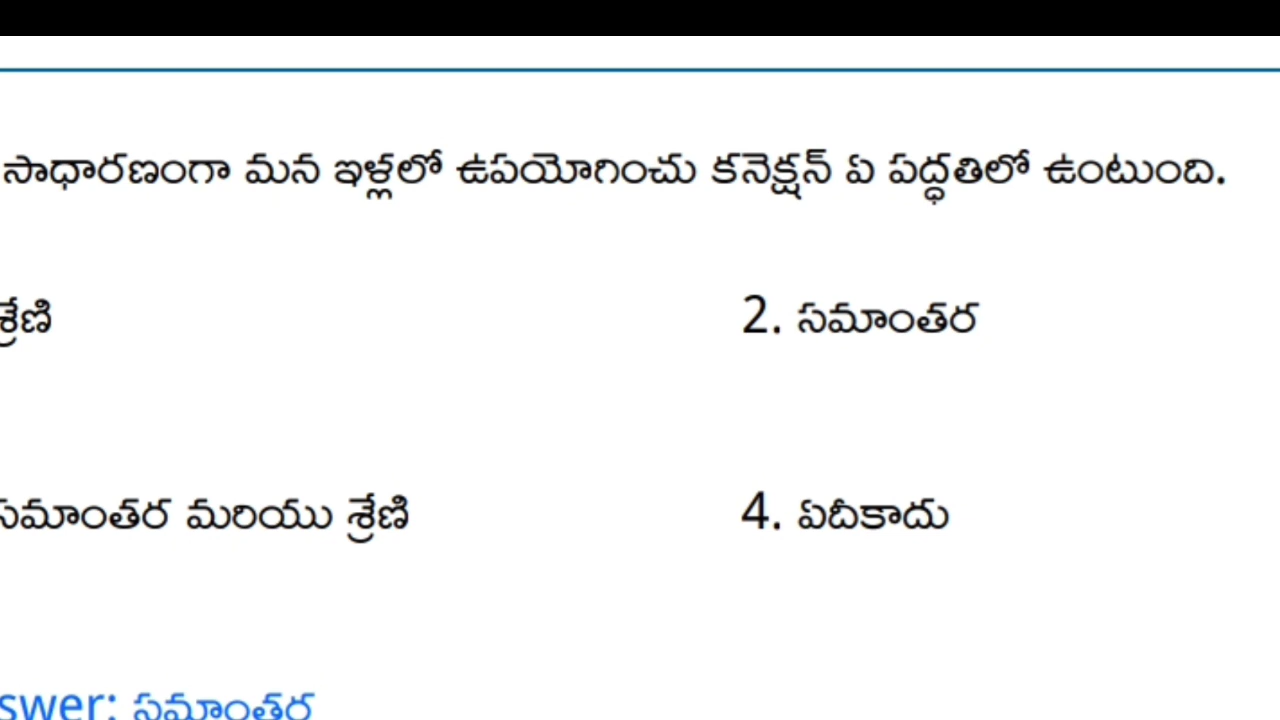 సాధారణంగా మన ఇళ్లలో ఉపయోగించు కనెక్షన్ ఏ పద్ధతిలో ఉంటుంది.
శ్రేణి
2. సమాంతర
సమాంతర మరియు శ్రేణి
4. ఏదీకాదు
swer: సమాంతర